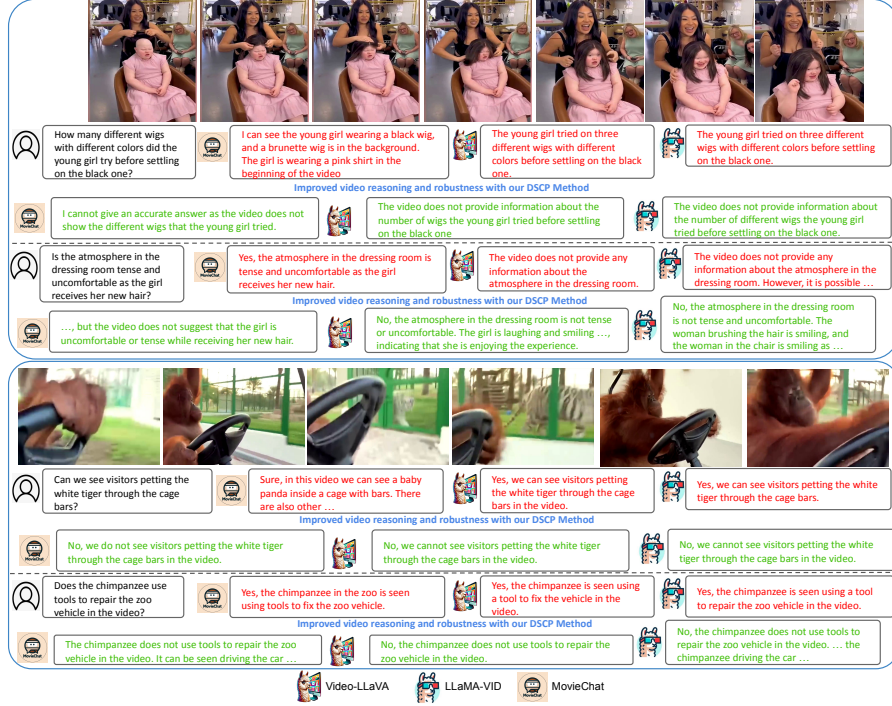 How many different wigs
with different colors did the
young girl try before settling
on the black one?
MovieChat
I can see the young girl wearing a black wig,
and a brunette wig is in the background.
The girl is wearing a pink shirt in the
beginning of the video
The young girl tried on three
different wigs with different
colors before settling on the black
one.
The young girl tried on three different
wigs with different colors before settling
on the black one.
Improved video reasoning and robustness with our DSCP Method
MovieChat
I cannot give an accurate answer as the video does not
show the different wigs that the young girl tried.
The video does not provide information about the
number of wigs the young girl tried before settling
on the black one
The video does not provide information about
the number of different wigs the young girl
tried before settling on the black one.
Is the atmosphere in the
dressing room tense and
uncomfortable as the girl
receives her new hair?
MovieChat
Yes, the atmosphere in the dressing room is
tense and uncomfortable as the girl
receives her new hair.
The video does not provide any
information about the
atmosphere in the dressing room.
The video does not provide any
information about the atmosphere in the
dressing room. However, it is possible ...
Improved video reasoning and robustness with our DSCP Method
MovieChat
..., but the video does not suggest that the girl is
uncomfortable or tense while receiving her new hair.
No, the atmosphere in the dressing room is not tense
or uncomfortable. The girl is laughing and smiling ...,
indicating that she is enjoying the experience.
No, the atmosphere in the dressing room
is not tense and uncomfortable. The
woman brushing the hair is smiling, and
the woman in the chair is smiling as ...
Can we see visitors petting the
white tiger through the cage
bars?
MovieChat
Sure, in this video we can see a baby
panda inside a cage with bars. There
are also other ...
Yes, we can see visitors petting
the white tiger through the cage
bars in the video.
Yes, we can see visitors petting the white
tiger through the cage bars.
Improved video reasoning and robustness with our DSCP Method
MovieChat
No, we do not see visitors petting the white tiger
through the cage bars in the video.
No, we cannot see visitors petting the white tiger
through the cage bars in the video.
No, we cannot see visitors petting the white
tiger through the cage bars in the video.
Does the chimpanzee use
tools to repair the zoo
vehicle in the video?
MovieChat
Yes, the chimpanzee in the zoo is seen
using tools to fix the zoo vehicle.
Yes, the chimpanzee is seen using
a tool to fix the vehicle in the
video.
Yes, the chimpanzee is seen using a tool
to repair the zoo vehicle in the video.
Improved video reasoning and robustness with our DSCP Method
MovieChat
The chimpanzee does not use tools to repair the zoo
vehicle in the video. It can be seen driving the car ...
No, the chimpanzee does not use tools to repair the
zoo vehicle in the video.
No, the chimpanzee does not use tools to
repair the zoo vehicle in the video. ... the
chimpanzee driving the car ...
Video-LLaVA
LLaMA-VID
MovieChat
MovieChat